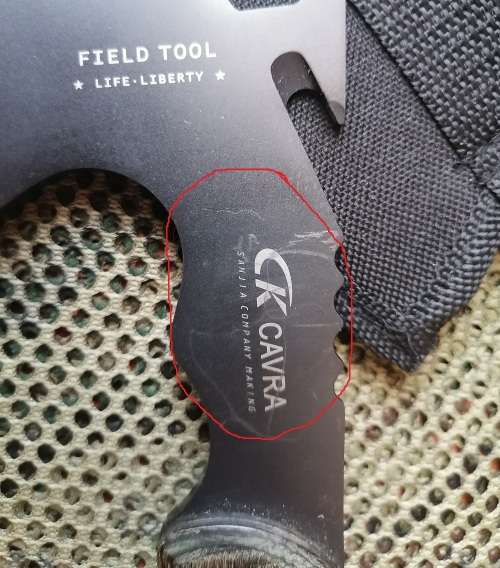 FIELD TOOL
★ LIFE·LIBERTY ★
CK CAVRA
SANJIA COMPANY MAKING